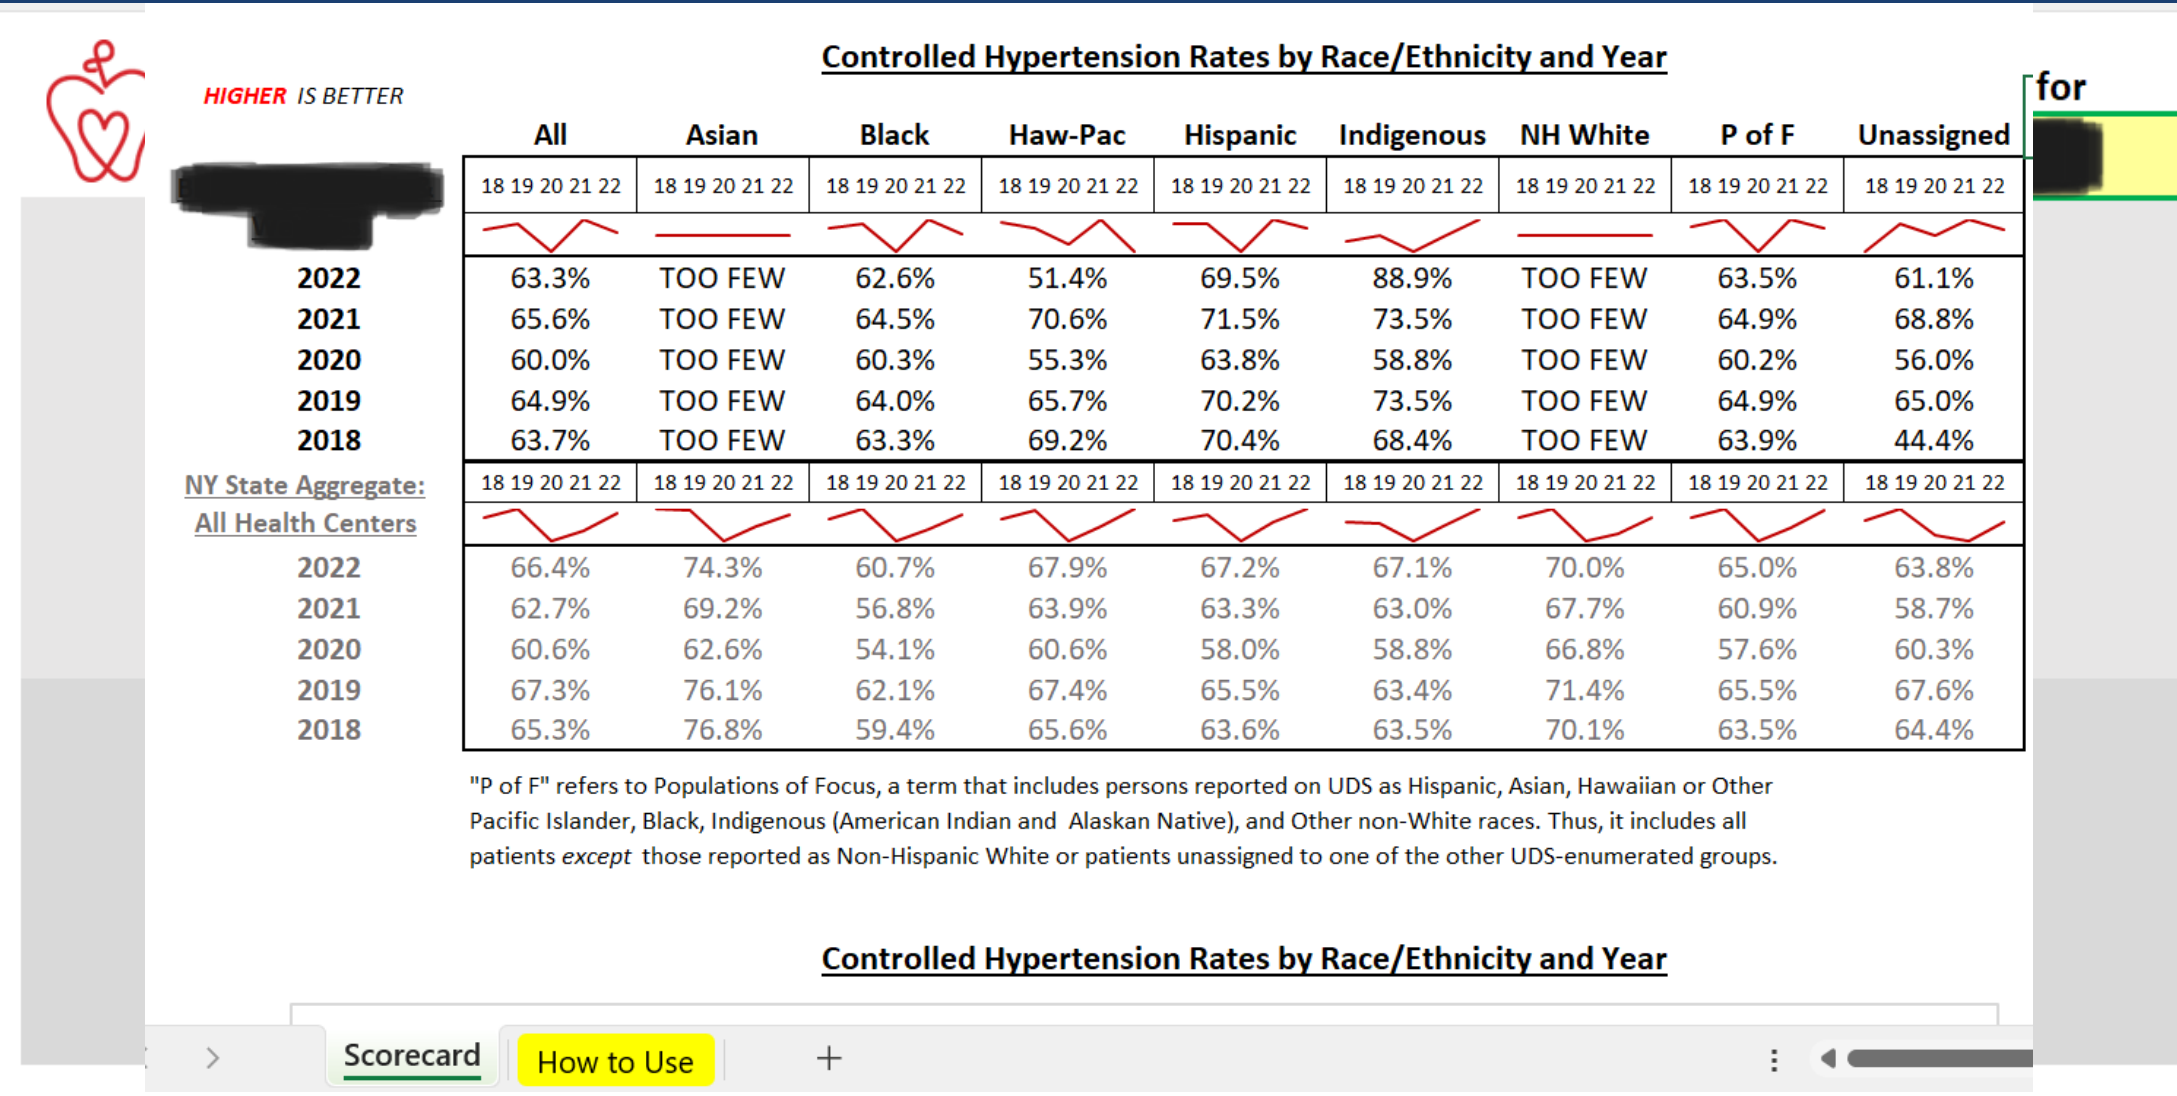 Controlled Hypertension Rates by Race/Ethnicity and Year
for
HIGHER IS BETTER
All Asian Black Haw-Pac Hispanic Indigenous NH White P of F Unassigned
18 19 20 21 22 18 19 20 21 22 18 19 20 21 22 18 19 20 21 22 18 19 20 21 22 18 19 20 21 22 18 19 20 21 22 18 19 20 21 22 18 19 20 21 22
2022 63.3% TOO FEW 62.6% 51.4% 69.5% 88.9% TOO FEW 63.5% 61.1%
2021 65.6% TOO FEW 64.5% 70.6% 71.5% 73.5% TOO FEW 64.9% 68.8%
2020 60.0% TOO FEW 60.3% 55.3% 63.8% 58.8% TOO FEW 60.2% 56.0%
2019 64.9% TOO FEW 64.0% 65.7% 70.2% 73.5% TOO FEW 64.9% 65.0%
2018 63.7% TOO FEW 63.3% 69.2% 70.4% 68.4% TOO FEW 63.9% 44.4%
NY State Aggregate: 18 19 20 21 22 18 19 20 21 22 18 19 20 21 22 18 19 20 21 22 18 19 20 21 22 18 19 20 21 22 18 19 20 21 22 18 19 20 21 22 18 19 20 21 22
All Health Centers
2022 66.4% 74.3% 60.7% 67.9% 67.2% 67.1% 70.0% 65.0% 63.8%
2021 62.7% 69.2% 56.8% 63.9% 63.3% 63.0% 67.7% 60.9% 58.7%
2020 60.6% 62.6% 54.1% 60.6% 58.0% 58.8% 66.8% 57.6% 60.3%
2019 67.3% 76.1% 62.1% 67.4% 65.5% 63.4% 71.4% 65.5% 67.6%
2018 65.3% 76.8% 59.4% 65.6% 63.6% 63.5% 70.1% 63.5% 64.4%
"P of F" refers to Populations of Focus, a term that includes persons reported on UDS as Hispanic, Asian, Hawaiian or Other
Pacific Islander, Black, Indigenous (American Indian and Alaskan Native), and Other non-White races. Thus, it includes all
patients except those reported as Non-Hispanic White or patients unassigned to one of the other UDS-enumerated groups.
Controlled Hypertension Rates by Race/Ethnicity and Year
Scorecard How to Use